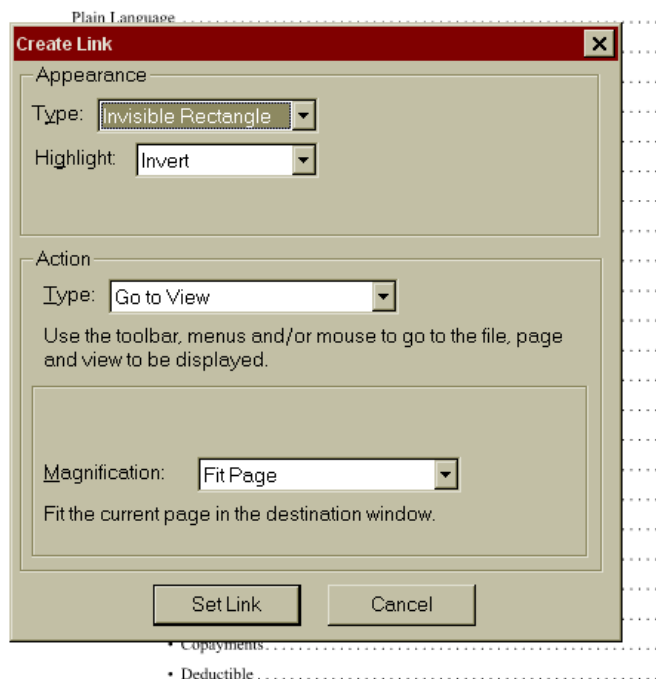 Plain Language
Create Link
Appearance
Type: Invisible Rectangle
Highlight: Invert
Action
Type: Go to View
Use the toolbar, menus and/or mouse to go to the file, page
and view to be displayed.
Magnification: Fit Page
Fit the current page in the destination window.
Set Link Cancel
• Copayments . . . . . . . . . . . . . . . . . . . . . . . . . . . . . . . . . . . . . . . .
• Deductible . . . . . . . . . . . . . . . . . . . . . . . . . . . . . . . . . . . . . . . .